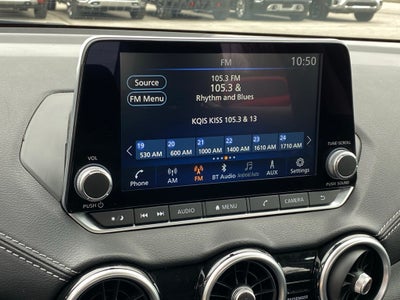 FM
10:50
Source
105.3 FM
105.3 &
FM Menu
Rhythm and Blues
KQIS KISS 105.3 & 13
19 20 21 22 23 24
530 AM 600 AM 1000 AM 1400 AM 1610 AM 1710 AM
Phone AM FM BT Audio AUX Settings
VOL
PUSH
TUBE·SCROLL
PUSH SOUND
AUDIO MENU CAMERA